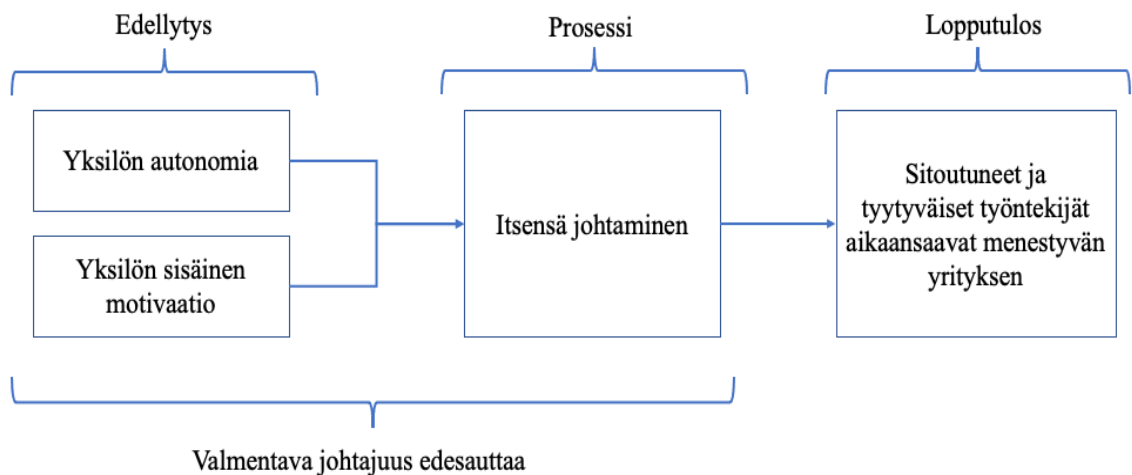 Edellytys
Prosessi
Lopputulos
Yksilön autonomia
Yksilön sisäinen
motivaatio
Itsensä johtaminen
Sitoutuneet ja
tyytyväiset työntekijät
aikaansaavat menestyvän
yrityksen
Valmentava johtajuus edesauttaa